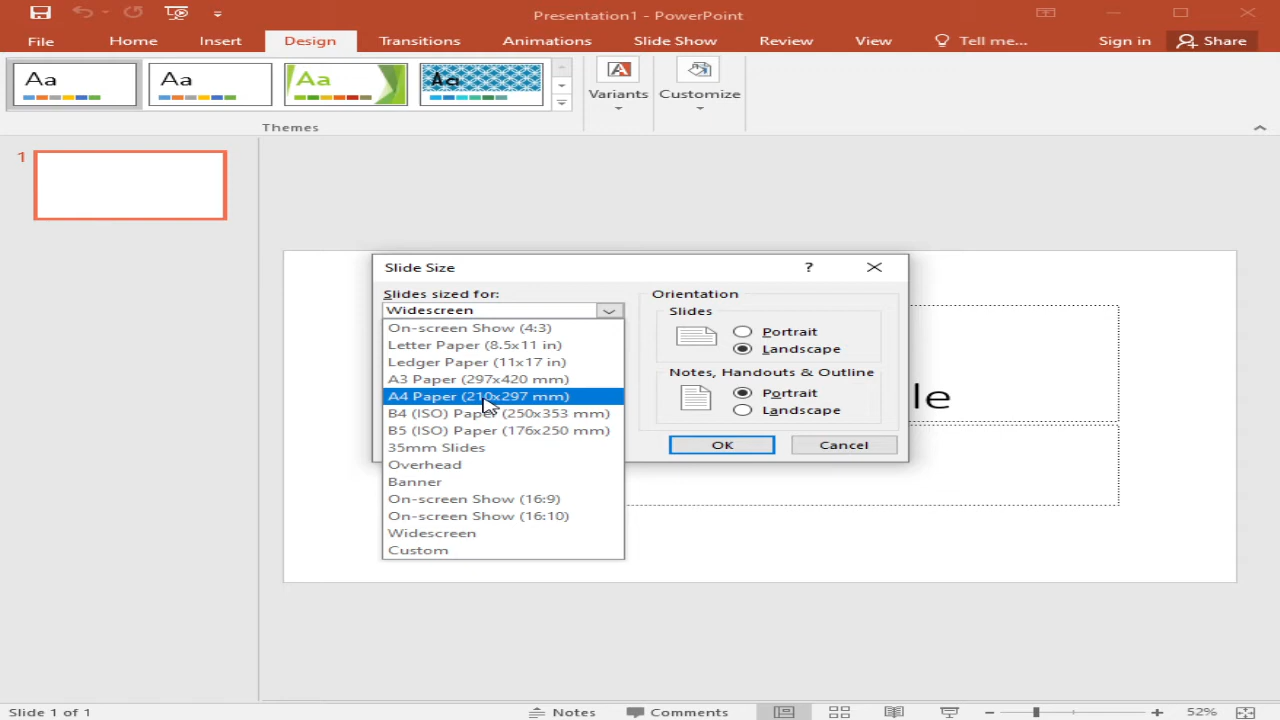 Presentation1 - PowerPoint
File Home Insert Design Transitions Animations Slide Show Review View Tell me... Sign in Share
Aa Aa Aa Aa
Variants Customize
Themes
1
Slide Size ?
Slides sized for:
Widescreen
On-screen Show (4:3)
Letter Paper (8.5x11 in)
Ledger Paper (11x17 in)
A3 Paper (297x420 mm)
A4 Paper (210x297 mm)
B4 (ISO) Paper (250x353 mm)
B5 (ISO) Paper (176x250 mm)
35mm Slides
Overhead
Banner
On-screen Show (16:9)
On-screen Show (16:10)
Widescreen
Custom
Orientation
Slides
Portrait
Landscape
Notes, Handouts & Outline
Portrait
Landscape
OK Cancel
le
Slide 1 of 1 Notes Comments 52%